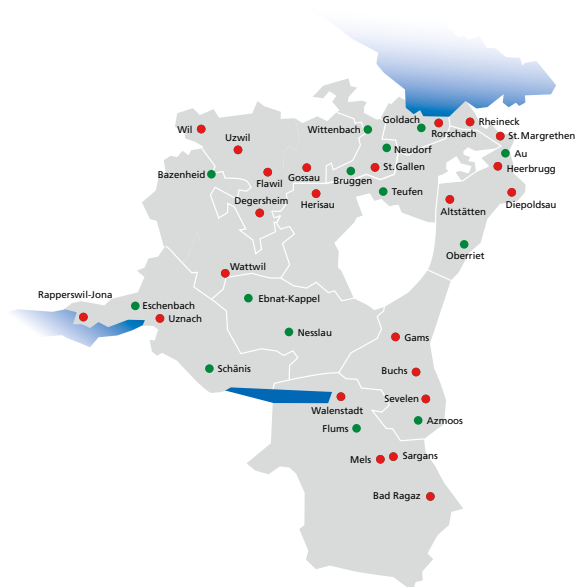 Goldach
Rheineck
Wil
Wittenbach
Rorschach
Uzwil
St.Margrethen
Neudorf
Au
Bazenheid
Flawil
Gossau
Bruggen
St.Gallen
Heerbrugg
Degersheim
Herisau
Teufen
Altstätten
Diepoldsau
Oberriet
Wattwil
Rapperswil-Jona
Eschenbach
Ebnat-Kappel
Uznach
Nesslau
Gams
Schänis
Buchs
Walenstadt
Sevelen
Flums
Azmoos
Mels
Sargans
Bad Ragaz